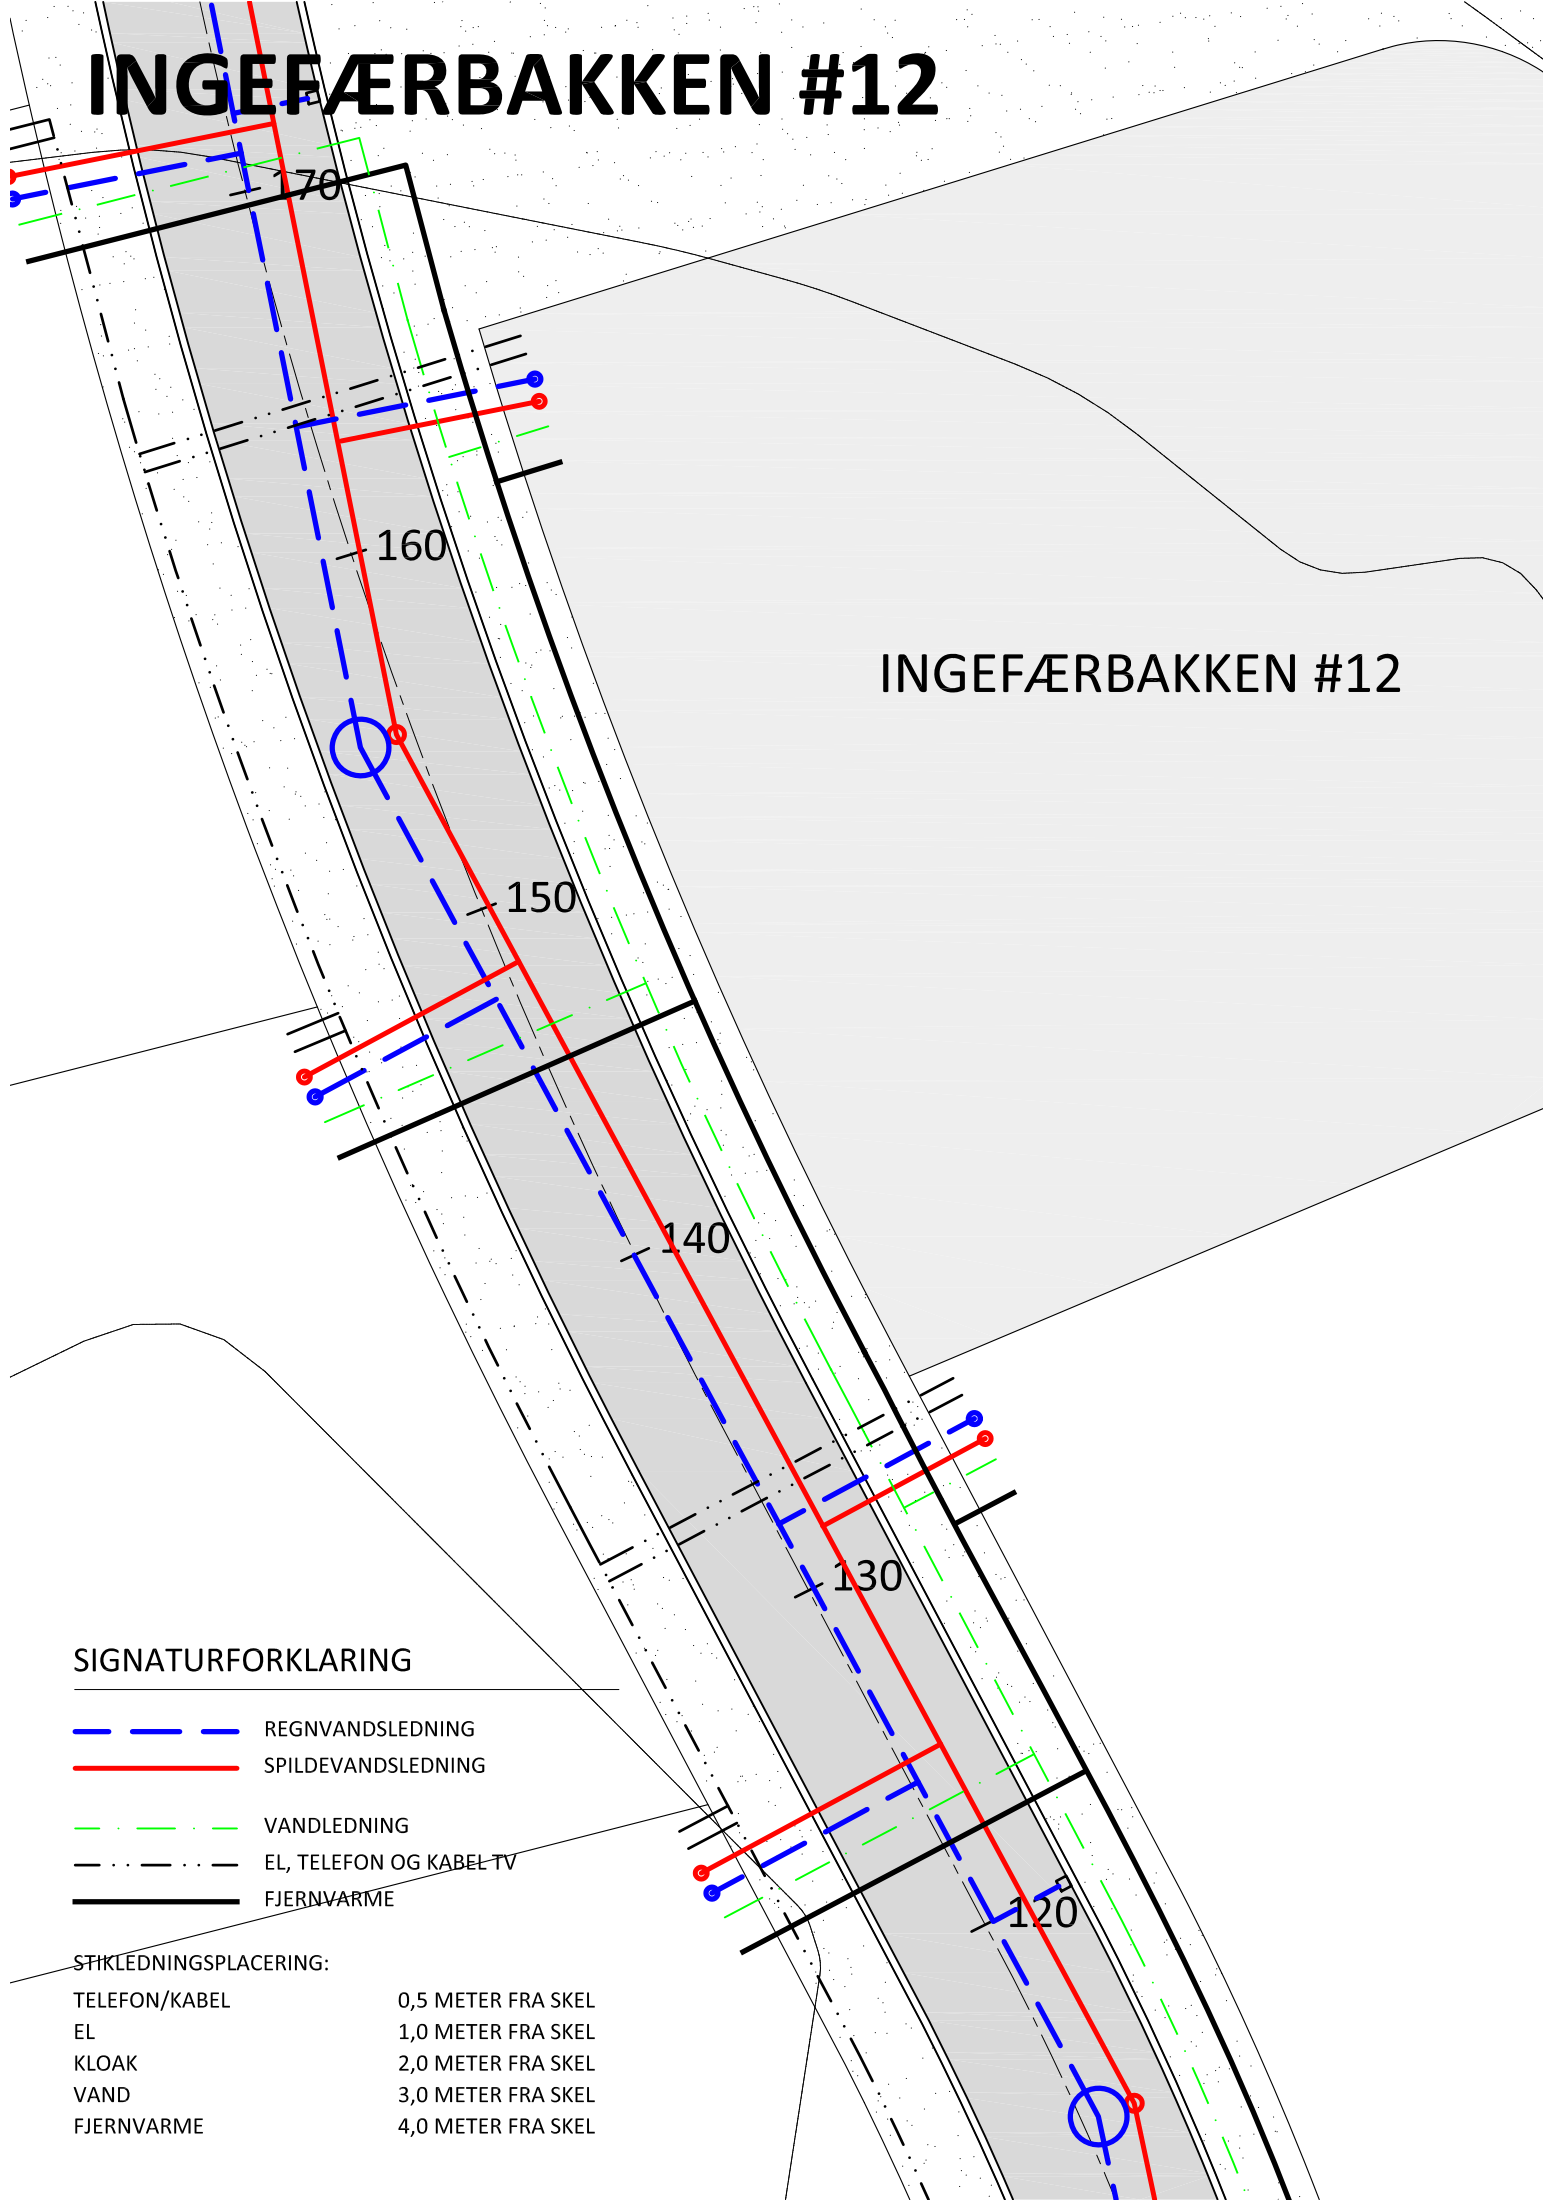 INGEFÆRBAKKEN #12
170
160
INGEFÆRBAKKEN #12
150
140
130
120
SIGNATURFORKLARING
REGNVANDSLEDNING
SPILDEVANDSLEDNING
VANDLEDNING
EL, TELEFON OG KABEL TV
FJERNVARME
STIKLEDNINGSPLACERING:
TELEFON/KABEL 0,5 METER FRA SKEL
EL 1,0 METER FRA SKEL
KLOAK 2,0 METER FRA SKEL
VAND 3,0 METER FRA SKEL
FJERNVARME 4,0 METER FRA SKEL